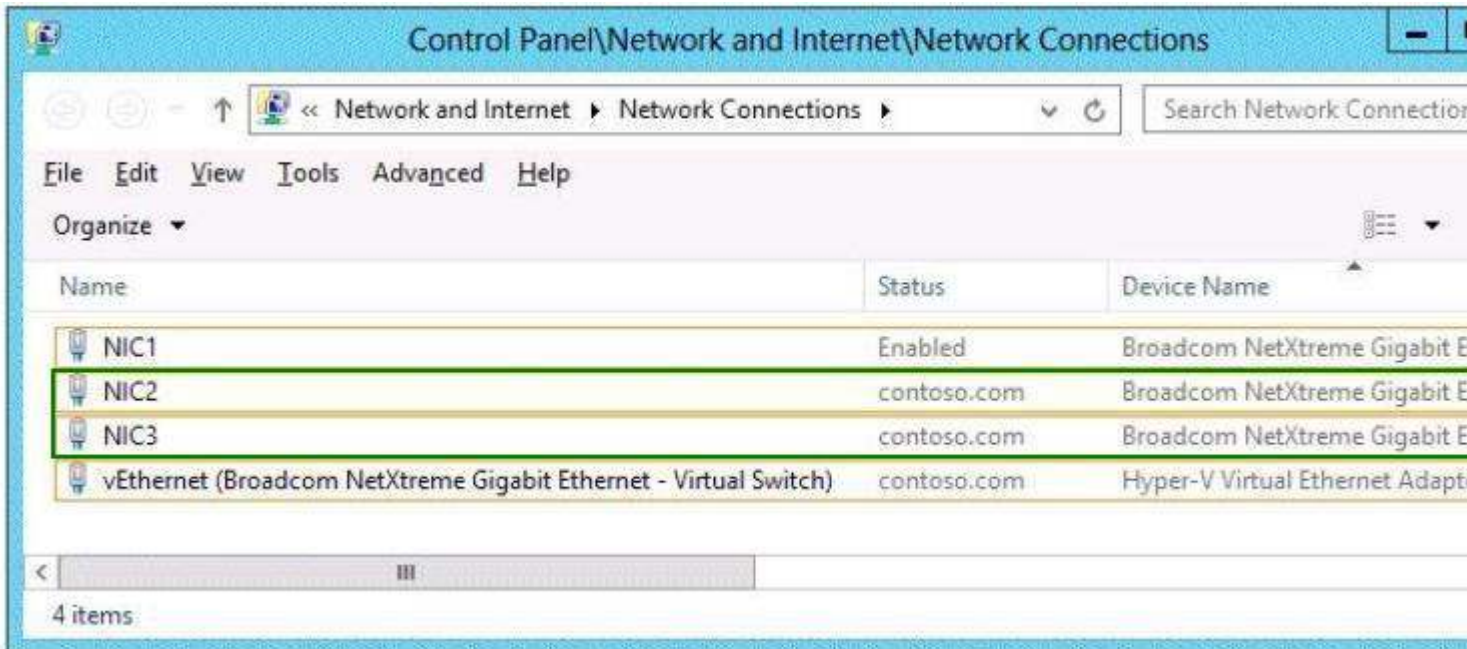 Control Panel\Network and Internet\Network Connections
« Network and Internet ▸ Network Connections ▸ Search Network
File Edit View Tools Advanced Help
Organize
Name Status Device Name
NIC1 Enabled Broadcom NetXtreme Gigabit
NIC2 contoso.com Broadcom NetXtreme Gigabit
NIC3 contoso.com Broadcom NetXtreme Gigabit
vEthernet (Broadcom NetXtreme Gigabit Ethernet - Virtual Switch) contoso.com Hyper-V Virtual Ethernet
4 items